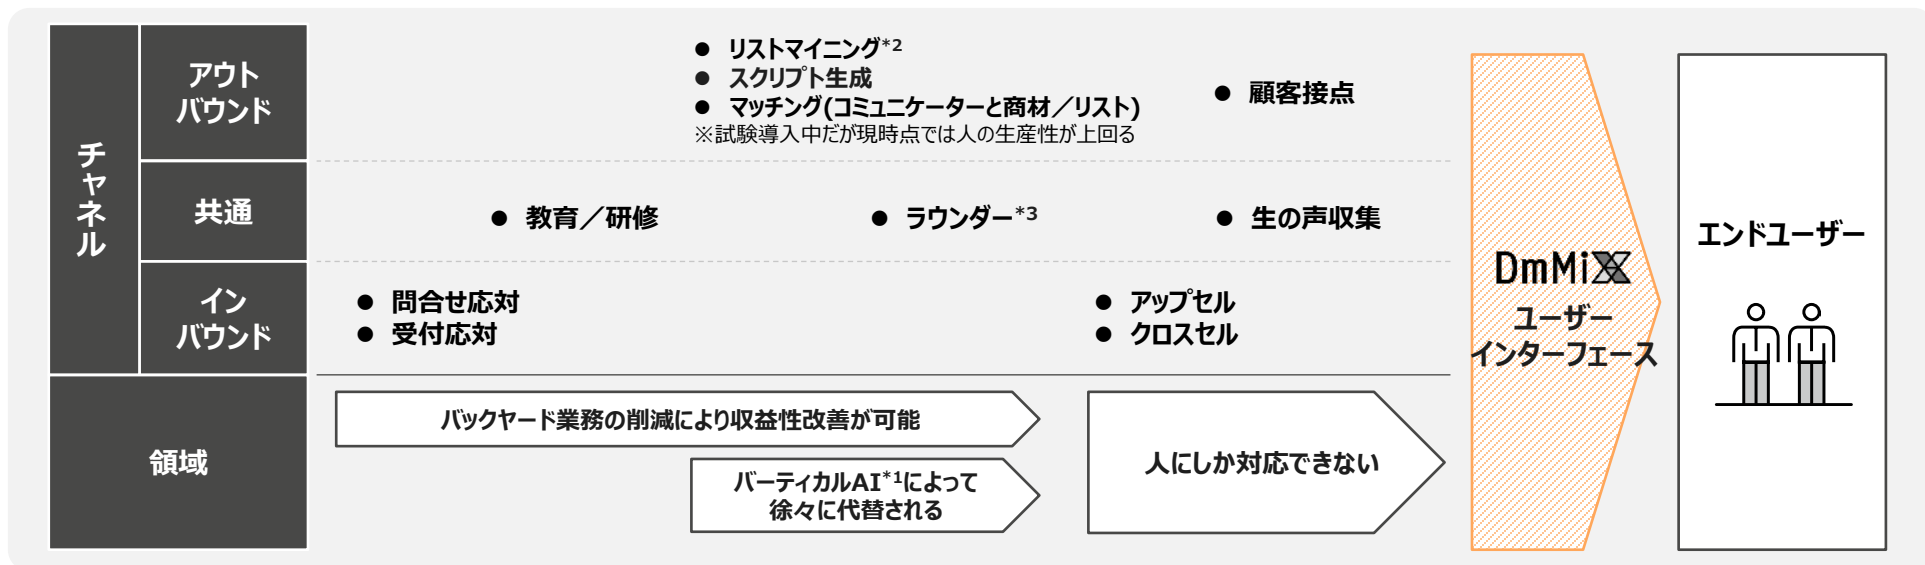 チャネル
アウト
バウンド
● リストマイニング*2
● スクリプト生成
● マッチング(コミュニケーターと商材／リスト)
※試験導入中だが現時点では人の生産性が上回る
● 顧客接点
共通
● 教育／研修
● ラウンダー*3
● 生の声収集
イン
バウンド
● 問合せ応対
● 受付応対
● アップセル
● クロスセル
領域
バックヤード業務の削減により収益性改善が可能
バーティカルAI*1によって
徐々に代替される
人にしか対応できない
DmMiX
ユーザー
インターフェース
エンドユーザー